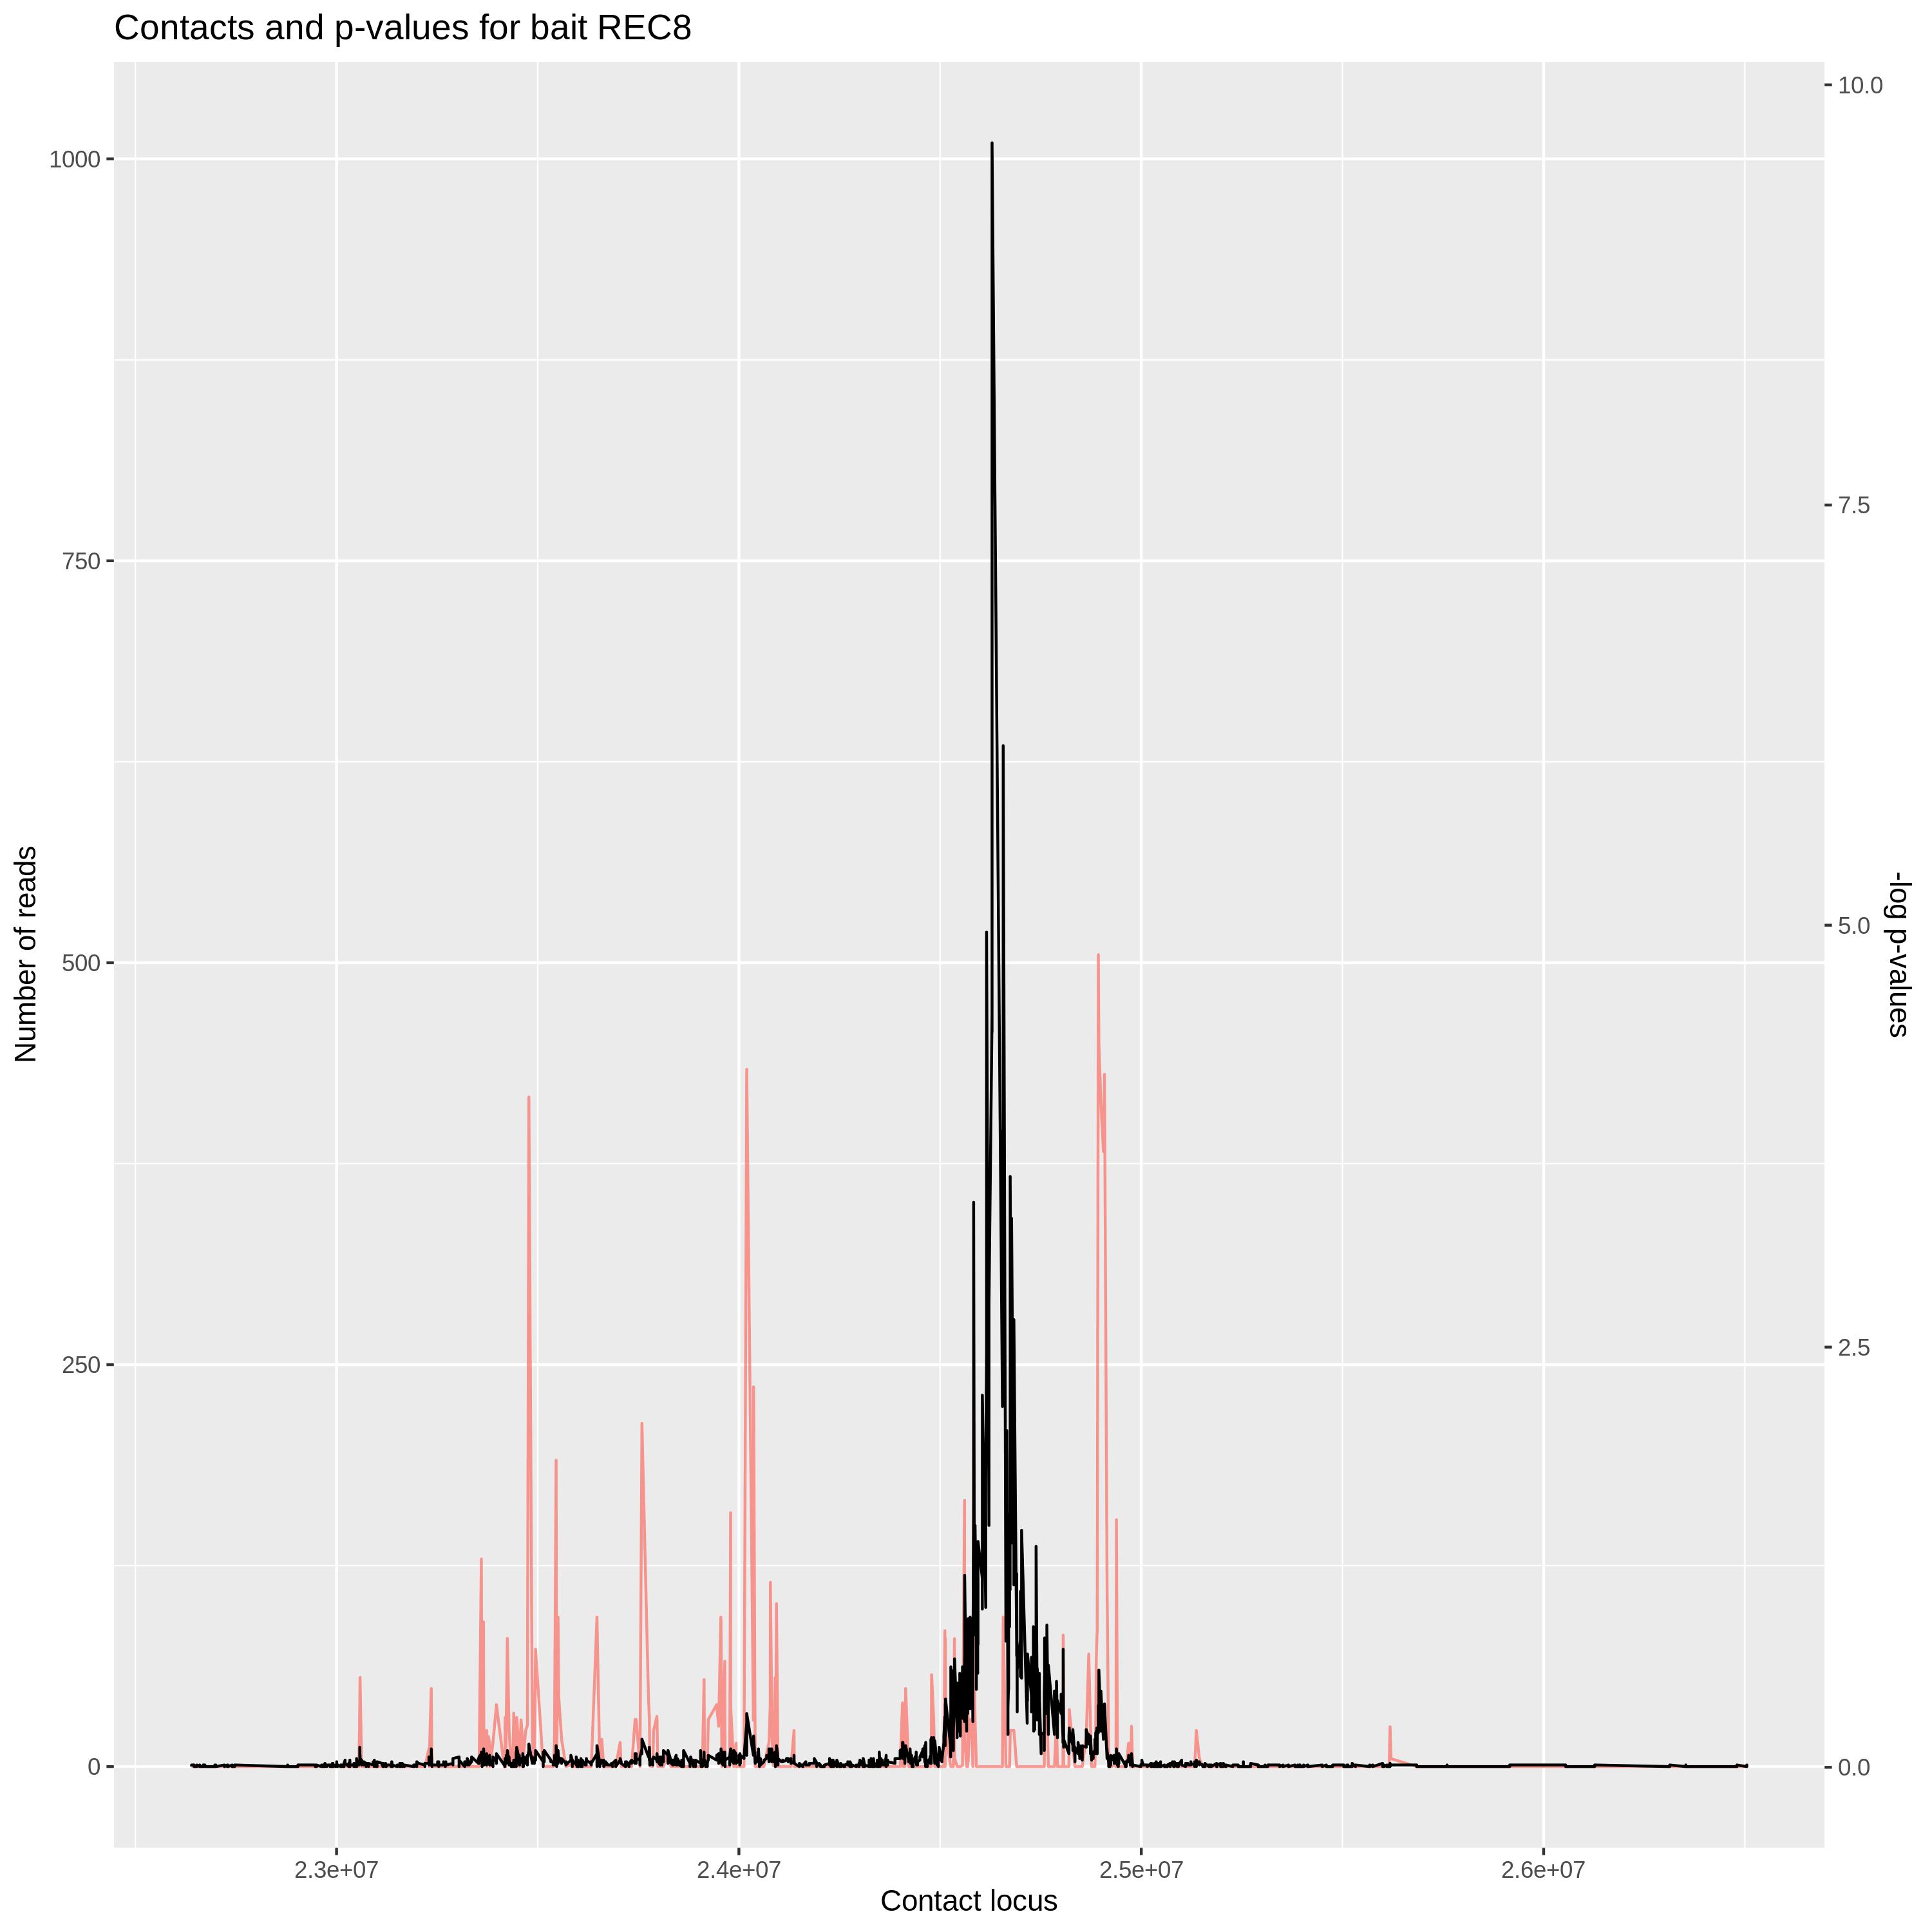 Contacts and p-values for bait REC8
1000
750
500
250
0
Number of reads
10.0
7.5
5.0
2.5
0.0
-log p-values
2.3e+07
2.4e+07
2.5e+07
2.6e+07
Contact locus